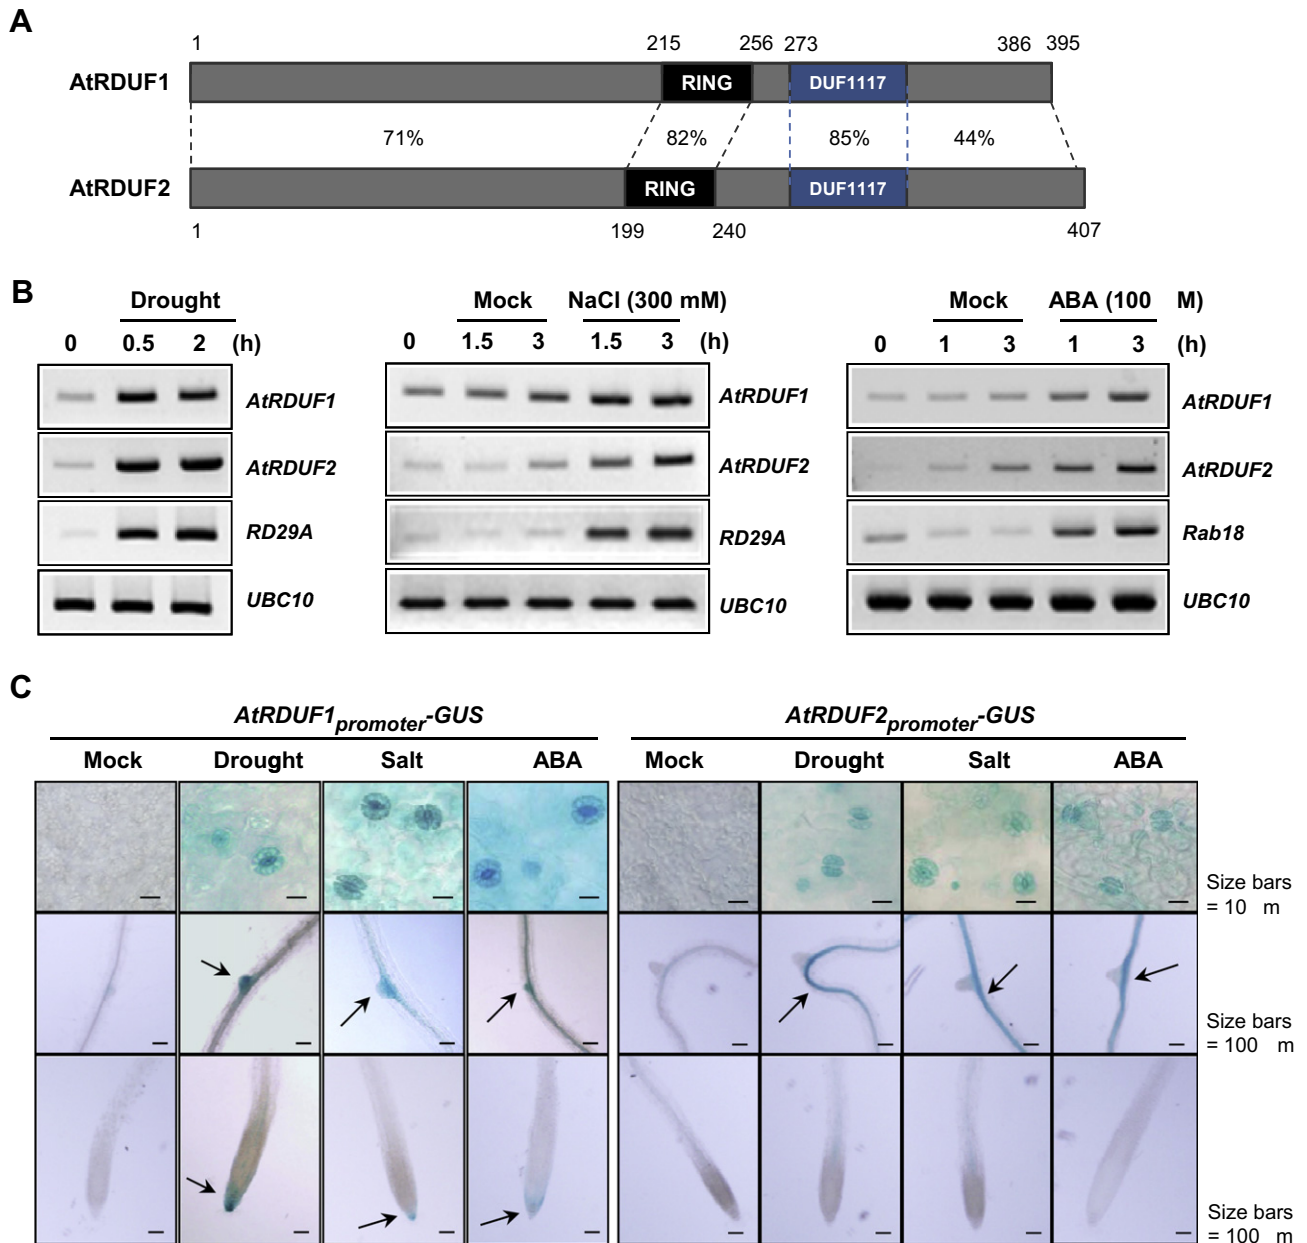 A
1 215 256 273 386 395
AtRDUF1 RING DUF1117
71% 82% 85% 44%
AtRDUF2 RING DUF1117
1 199 240 407
B
Drought
0 0.5 2 (h)
AtRDUF1
AtRDUF2
RD29A
UBC10
Mock NaCl (300 mM)
0 1.5 3 1.5 3 (h)
AtRDUF1
AtRDUF2
RD29A
UBC10
Mock ABA (100 M)
0 1 3 1 3 (h)
AtRDUF1
AtRDUF2
Rab18
UBC10
C
AtRDUF1promoter-GUS AtRDUF2promoter-GUS
Mock Drought Salt ABA Mock Drought Salt ABA
Size bars
= 10 m
Size bars
= 100 m
Size bars
= 100 m